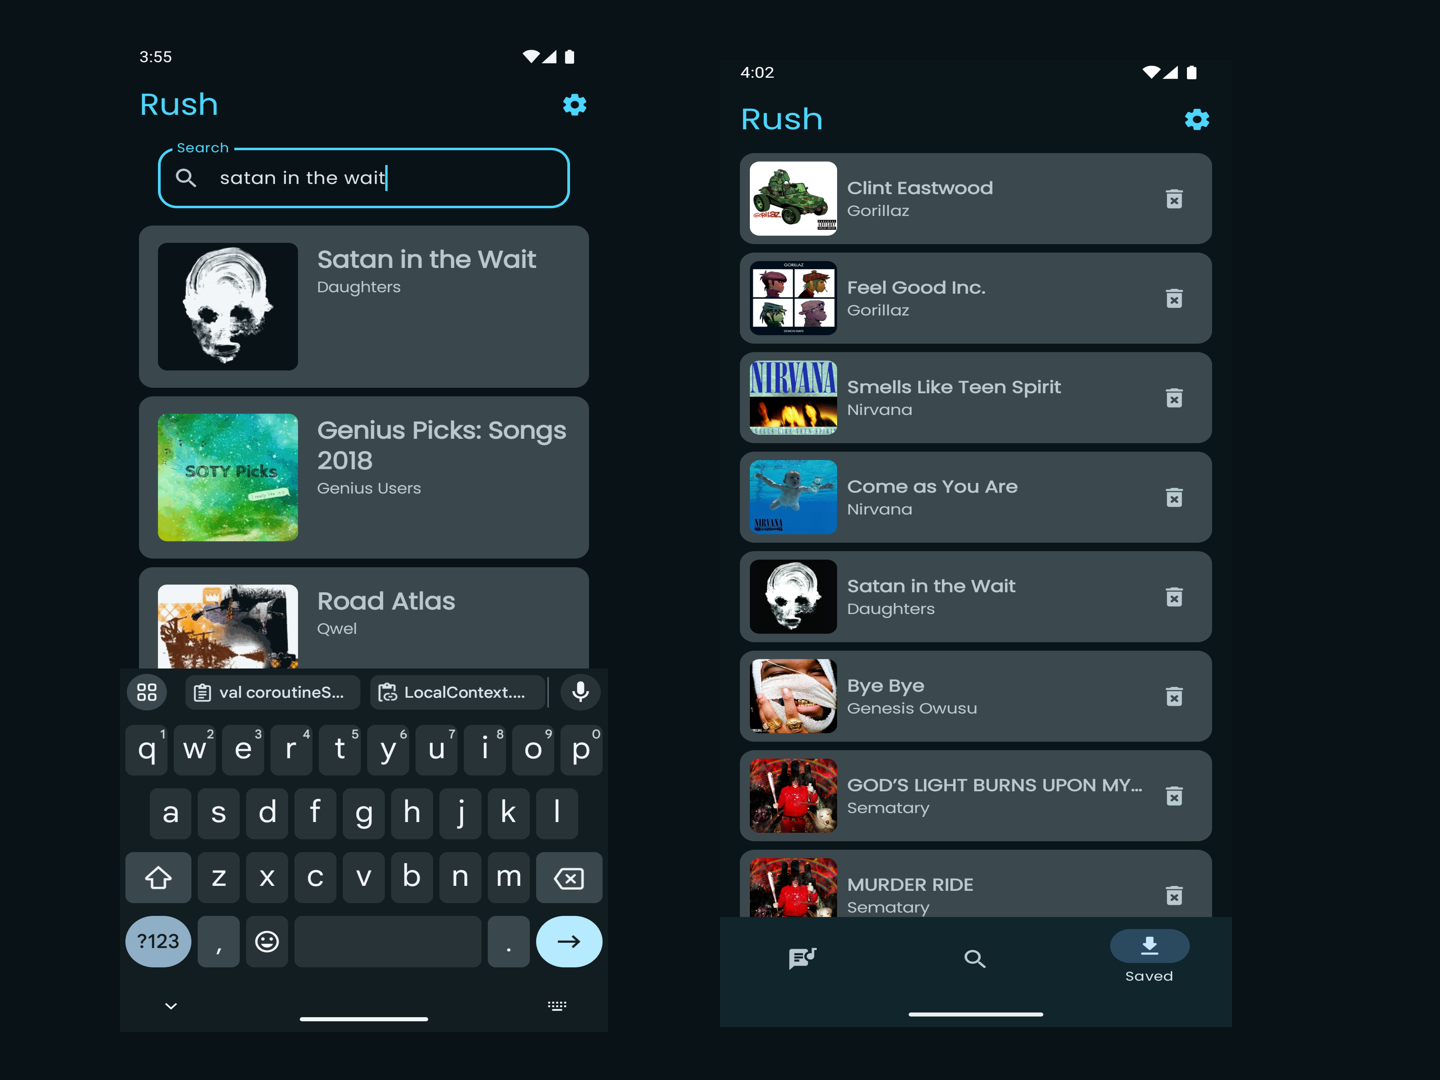 3:55
Rush
Search
satan in the wait
Satan in the Wait
Daughters
SOTY Picks
Genius Picks: Songs
2018
Genius Users
Road Atlas
Qwel
val coroutineS...
LocalContext....
q1 w2 e3 r4 t5 y6 u7 i8 o9 p0
a s d f g h j k l
z x c v b n m
?123 , .
4:02
Rush
Clint Eastwood
Gorillaz
GORILLAZ
Feel Good Inc.
Gorillaz
NIRVANA
Smells Like Teen Spirit
Nirvana
NIRVANA
Come as You Are
Nirvana
Satan in the Wait
Daughters
Bye Bye
Genesis Owusu
GOD'S LIGHT BURNS UPON MY...
Sematary
MURDER RIDE
Sematary
Saved